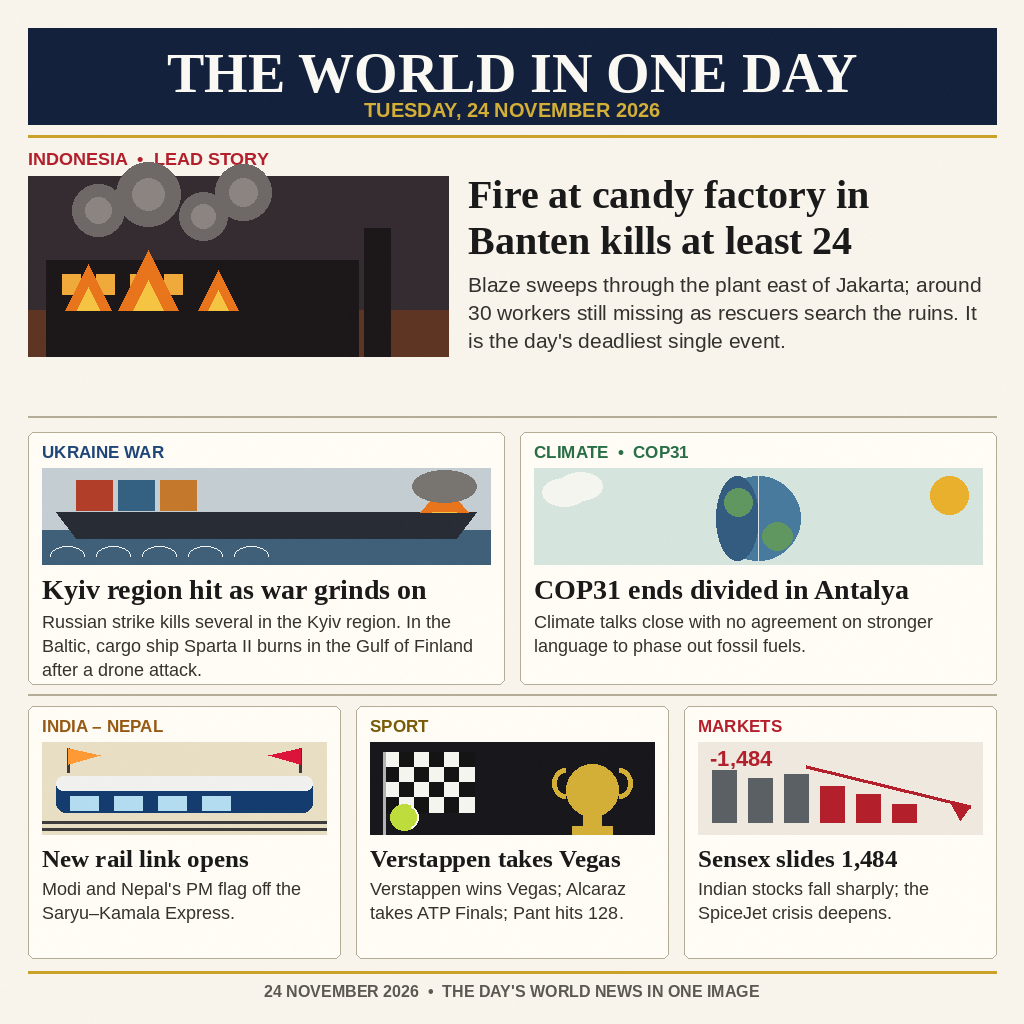 THE WORLD IN ONE DAY
TUESDAY, 24 NOVEMBER 2026
INDONESIA • LEAD STORY
Fire at candy factory in
Banten kills at least 24
Blaze sweeps through the plant east of Jakarta; around
30 workers still missing as rescuers search the ruins. It
is the day's deadliest single event.
UKRAINE WAR
Kyiv region hit as war grinds on
Russian strike kills several in the Kyiv region. In the
Baltic, cargo ship Sparta II burns in the Gulf of Finland
after a drone attack.
CLIMATE • COP31
COP31 ends divided in Antalya
Climate talks close with no agreement on stronger
language to phase out fossil fuels.
INDIA – NEPAL
New rail link opens
Modi and Nepal's PM flag off the
Saryu–Kamala Express.
SPORT
Verstappen takes Vegas
Verstappen wins Vegas; Alcaraz
takes ATP Finals; Pant hits 128.
MARKETS
-1,484
Sensex slides 1,484
Indian stocks fall sharply; the
SpiceJet crisis deepens.
24 NOVEMBER 2026 • THE DAY'S WORLD NEWS IN ONE IMAGE